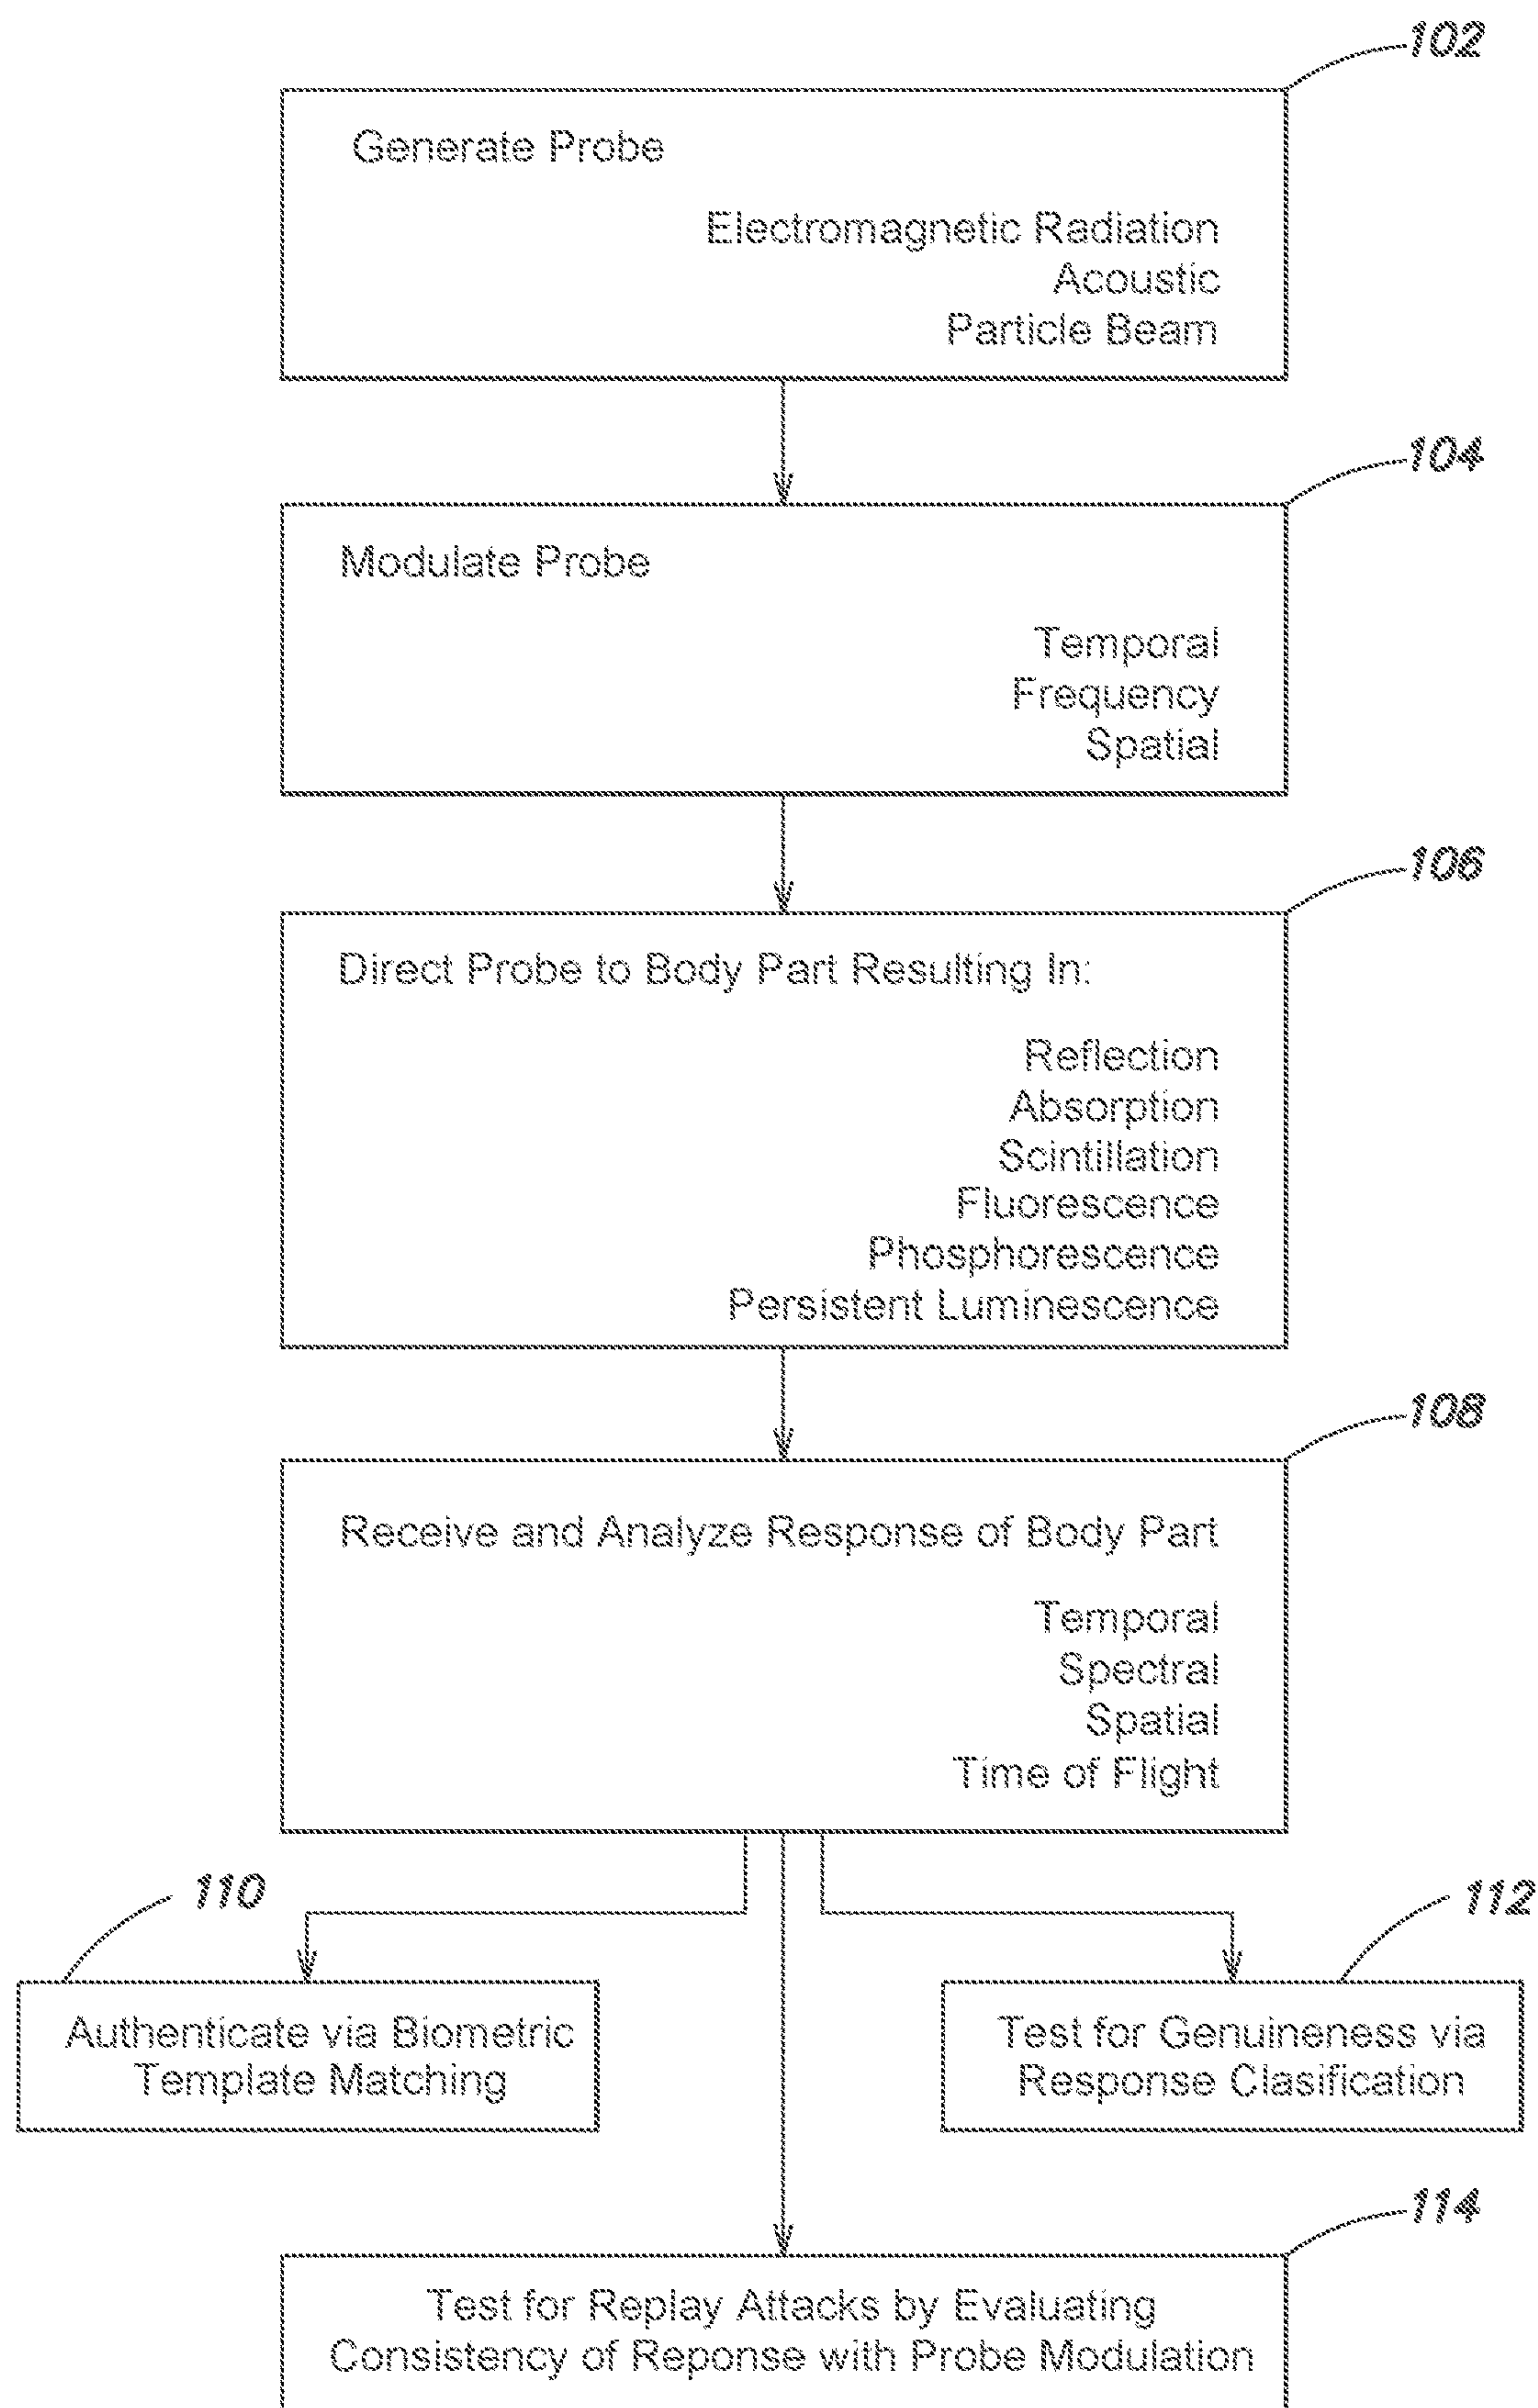 102
Generate Probe
Electromagnetic Radiation
Acoustic
Particle Beam
104
Modulate Probe
Temporal
Frequency
Spatial
106
Direct Probe to Body Part Resulting In:
Reflection
Absorption
Scintillation
Fluorescence
Phosphorescence
Persistent Luminescence
108
Receive and Analyze Response of Body Part
Temporal
Spectral
Spatial
Time of Flight
110
Authenticate via Biometric
Template Matching
112
Test for Genuineness via
Response Clasification
114
Test for Replay Attacks by Evaluating
Consistency of Reponse with Probe Modulation